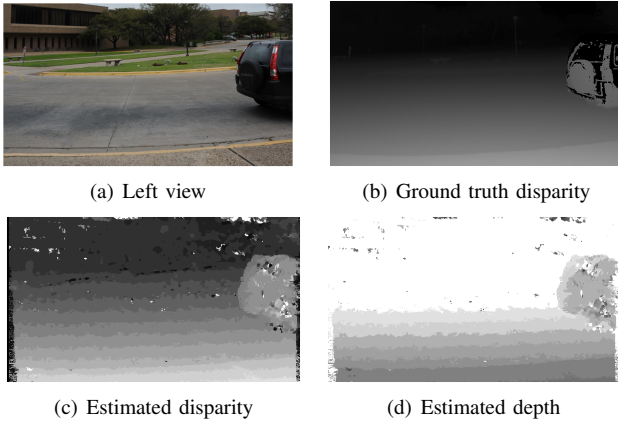 (a) Left view
(b) Ground truth disparity
(c) Estimated disparity
(d) Estimated depth